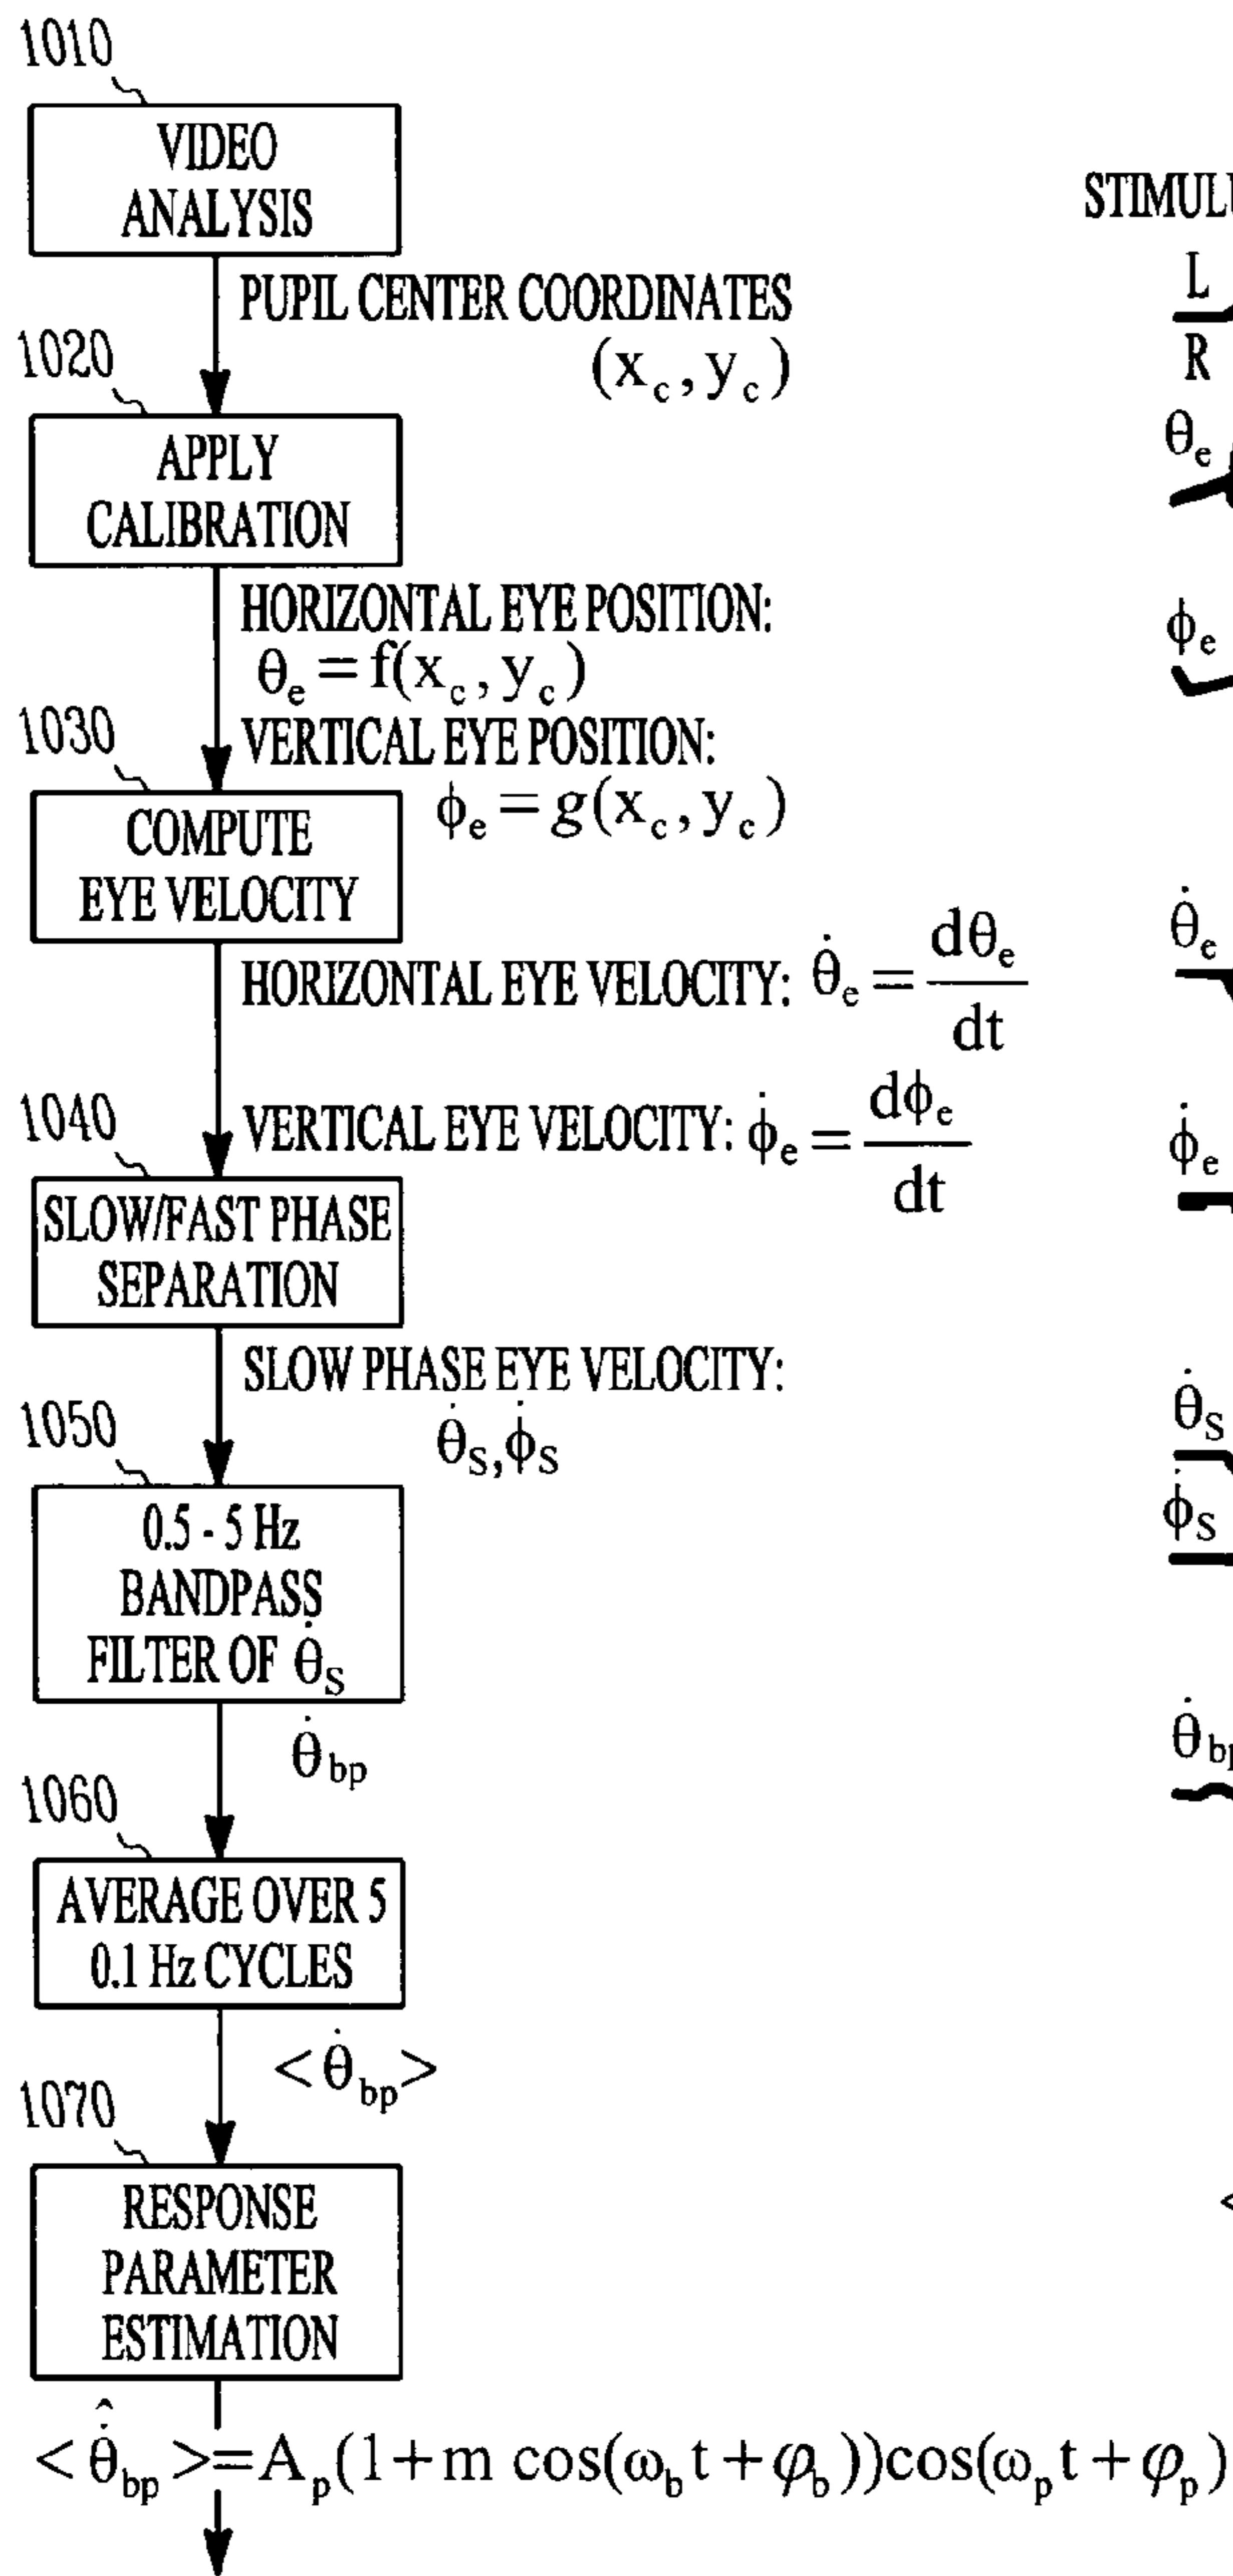 1010
VIDEO
ANALYSIS
PUPIL CENTER COORDINATES
(x_c, y_c)
1020
APPLY
CALIBRATION
HORIZONTAL EYE POSITION:
θ_e = f(x_c, y_c)
VERTICAL EYE POSITION:
ϕ_e = g(x_c, y_c)
1030
COMPUTE
EYE VELOCITY
HORIZONTAL EYE VELOCITY: θ̇_e = dθ_e/dt
VERTICAL EYE VELOCITY: ϕ̇_e = dϕ_e/dt
1040
SLOW/FAST PHASE
SEPARATION
SLOW PHASE EYE VELOCITY:
θ̇_S, ϕ̇_S
1050
0.5 - 5 Hz
BANDPASS
FILTER OF θ̇_S
θ̇_bp
1060
AVERAGE OVER 5
0.1 Hz CYCLES
<θ̇_bp>
1070
RESPONSE
PARAMETER
ESTIMATION
<θ̇̂_bp>=A_p(1+m cos(ω_b t+φ_b))cos(ω_p t+φ_p)
L
R
θ_e
ϕ_e
θ̇_e
ϕ̇_e
θ̇_S
ϕ̇_S
<